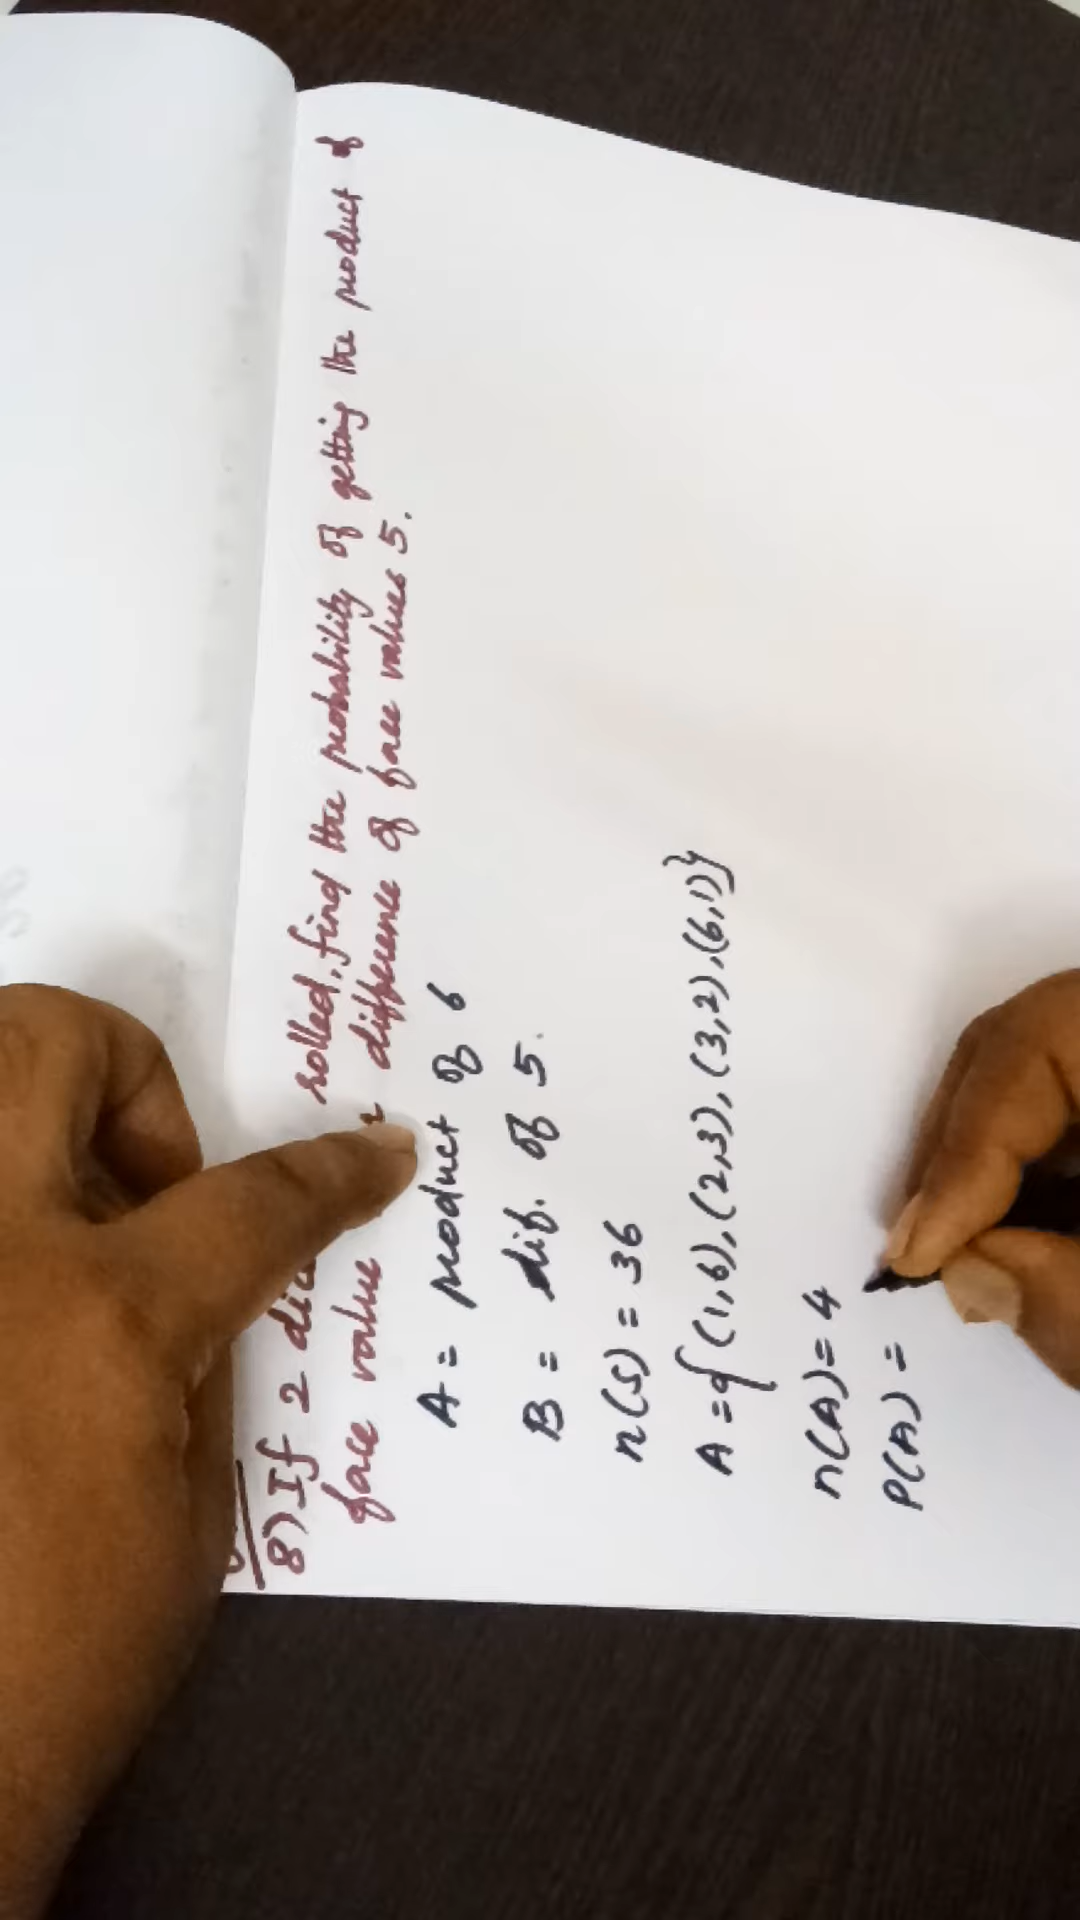 8) If 2 rolled, find the probability of getting the product of
face value difference of face values 5.
A = product of 6
B = dif. of 5.
n(S) = 36
A = {(1,6),(2,3),(3,2),(6,1)}
n(A) = 4
P(A) =